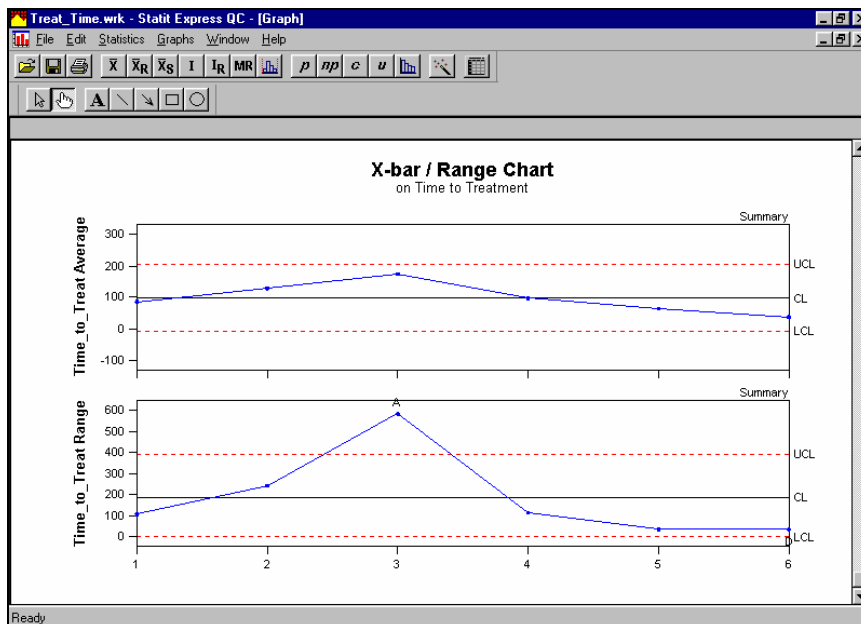 Treat_Time.wrk - Statit Express QC - [Graph]
File Edit Statistics Graphs Window Help
X̅ X̅R X̅S I IR MR p np c u
A
X-bar / Range Chart
on Time to Treatment
Summary
Time_to_Treat Average
300
200
100
0
-100
UCL
CL
LCL
Summary
Time_to_Treat Range
600
500
400
300
200
100
0
A
UCL
CL
D LCL
1 2 3 4 5 6
Ready